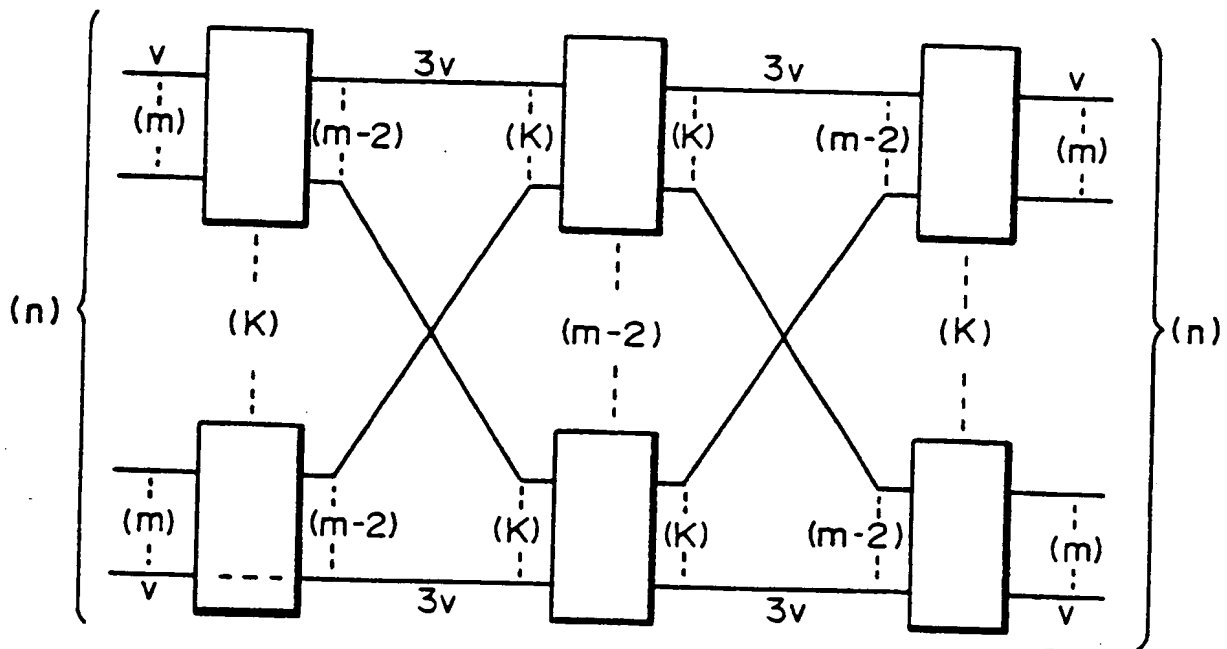 v 3v 3v v
(m) (m-2) (K) (K) (m-2) (m)
(n) (K) (m-2) (K) (n)
(m) (m-2) (K) (K) (m-2) (m)
v 3v 3v v